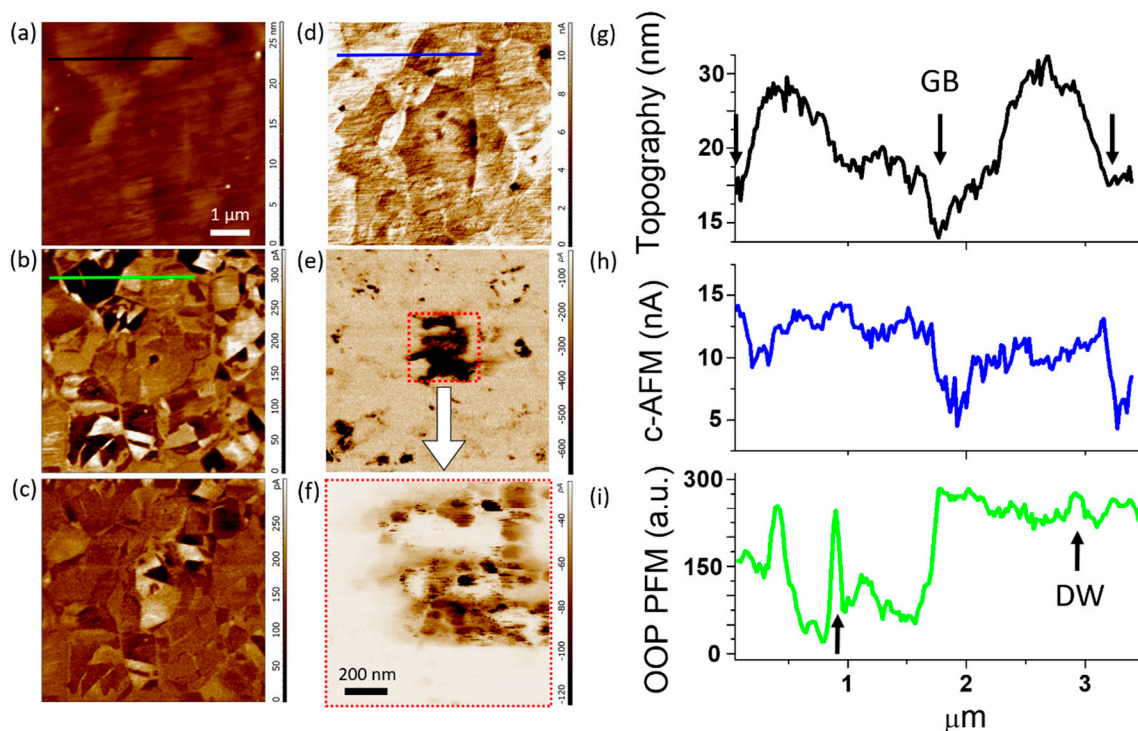 (a)
nm
25
20
15
10
5
0
1 μm
(b)
pA
300
250
200
150
100
50
0
(c)
pA
250
200
150
100
50
0
(d)
nA
10
8
6
4
2
0
(e)
-100
-200
-300
-400
-500
-600
(f)
pA
-40
-60
-80
-100
-120
200 nm
(g)
Topography (nm)
30
20
15
GB
(h)
c-AFM (nA)
15
10
5
(i)
OOP PFM (a.u.)
300
150
0
DW
1
2
3
μm